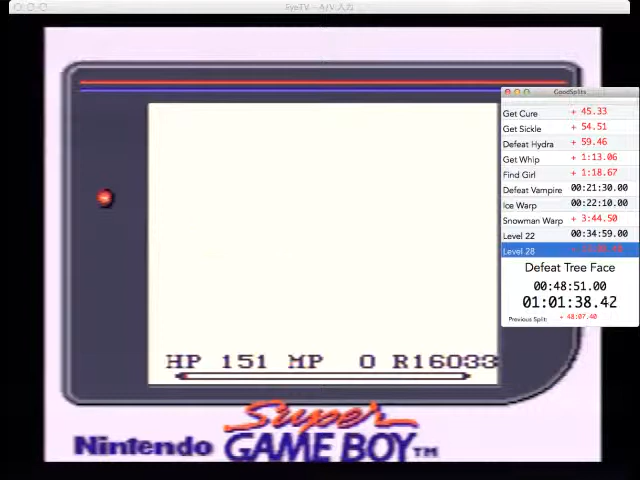 EyeTV - A/V 入力
GoodSplits
Get Cure + 45.33
Get Sickle + 54.51
Defeat Hydra + 59.46
Get Whip + 1:13.06
Find Girl + 1:18.67
Defeat Vampire 00:21:30.00
Ice Warp 00:22:10.00
Snowman Warp + 3:44.50
Level 22 00:34:59.00
Level 28
Defeat Tree Face
00:48:51.00
01:01:38.42
Previous Split: + 48:07.40
HP 151 MP 0 R16033
Super
Nintendo GAME BOY TM